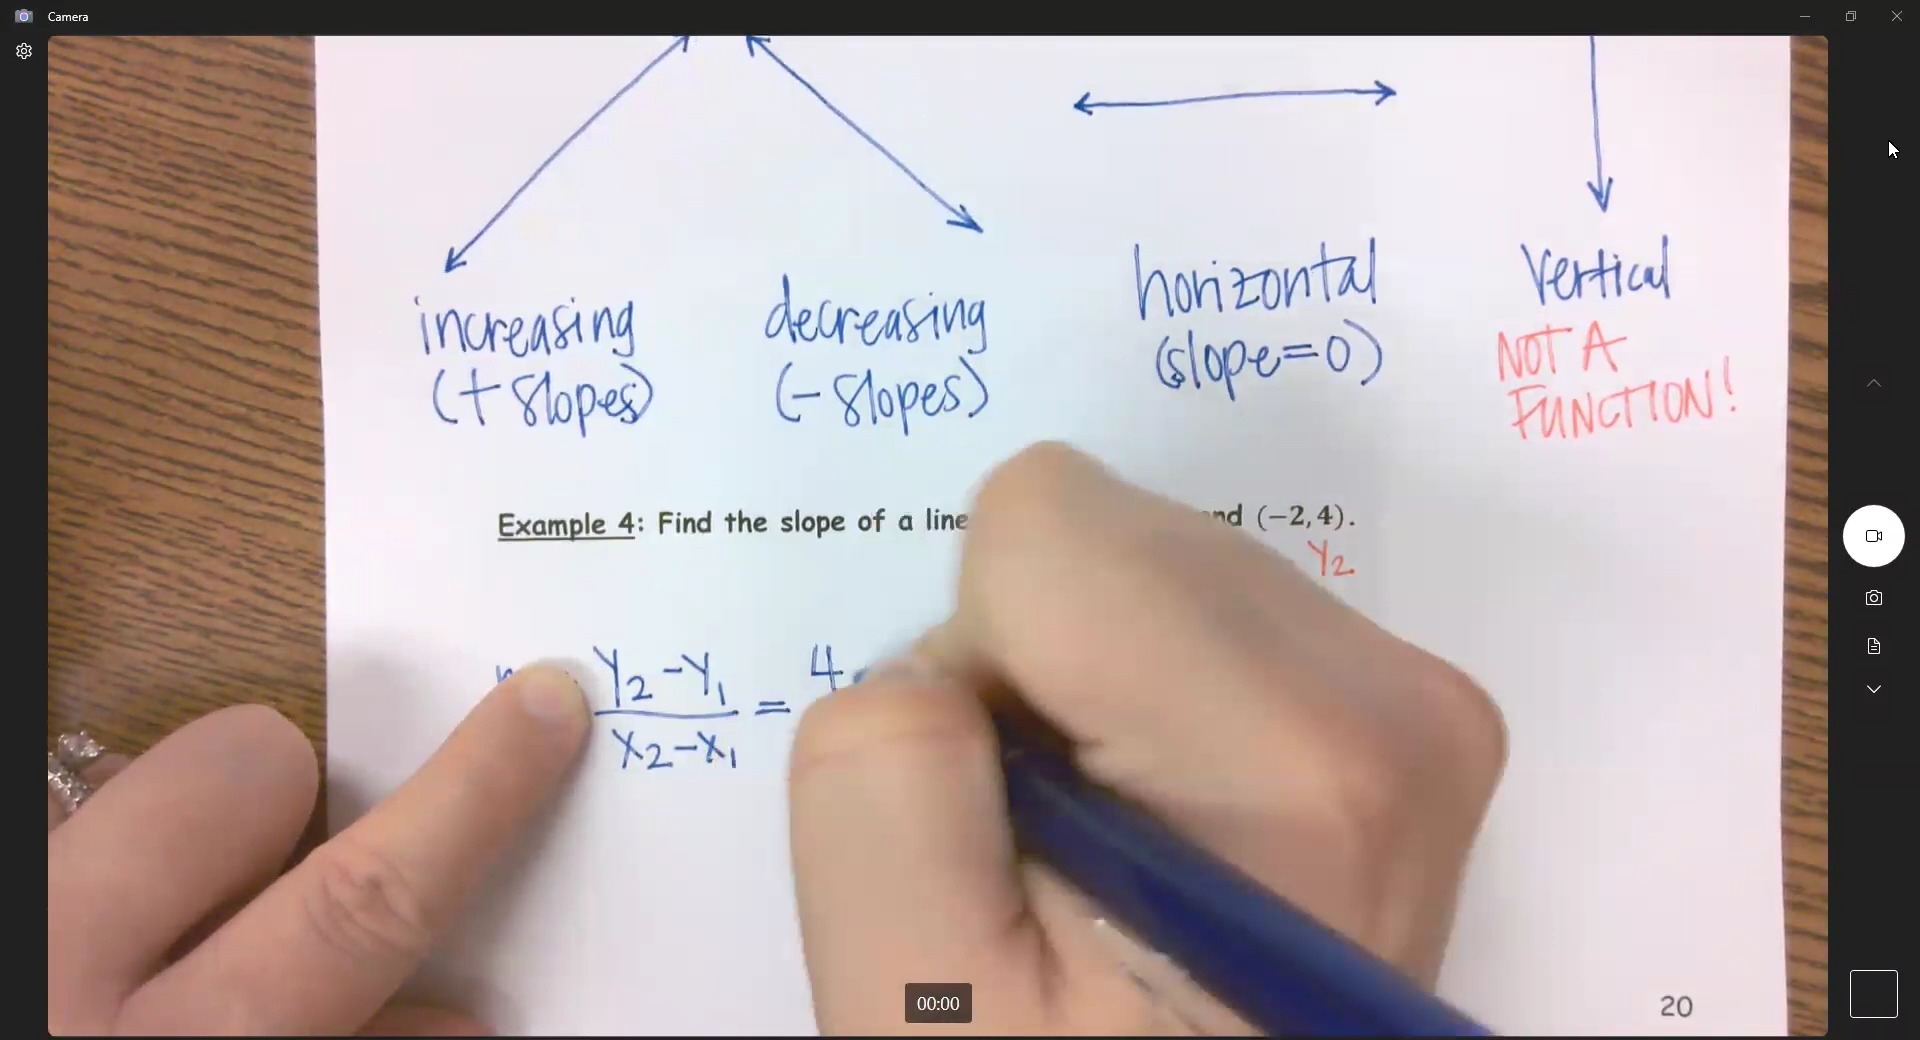 Camera
increasing
(+ slopes)
decreasing
(- slopes)
horizontal
(slope=0)
Vertical
NOT A
FUNCTION!
Example 4: Find the slope of a line and (−2,4).
Y2
Y2-Y1
X2-X1
= 4
00:00
20